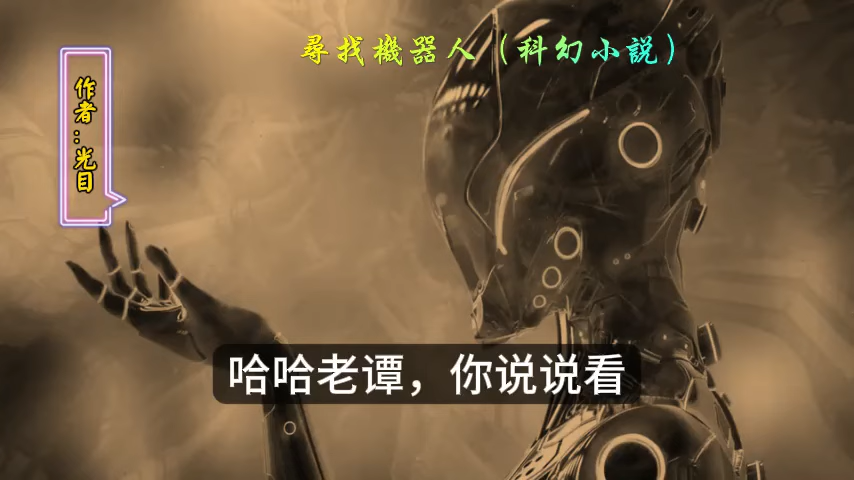 尋找機器人（科幻小説）
作者：光目
哈哈老谭，你说说看